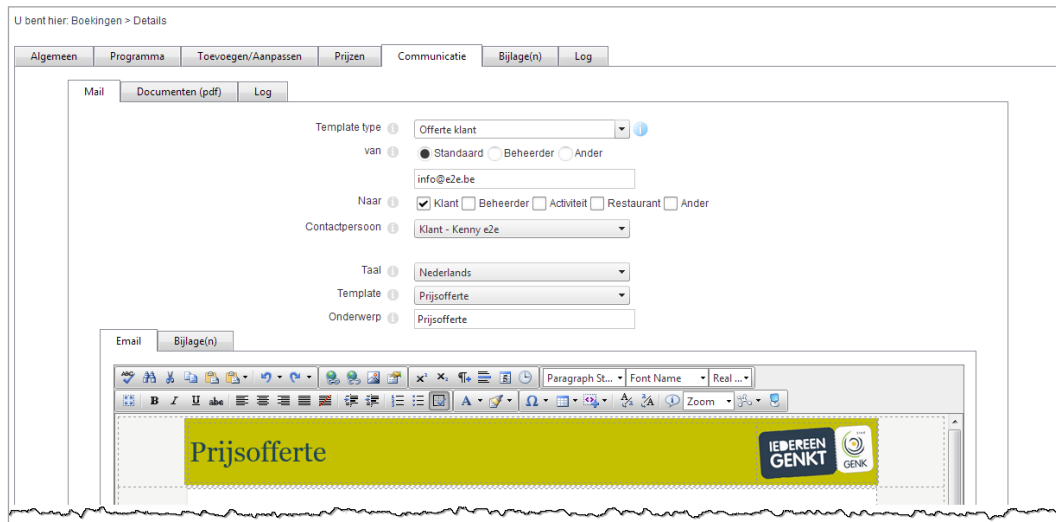 U bent hier: Boekingen > Details
Algemeen Programma Toevoegen/Aanpassen Prijzen Communicatie Bijlage(n) Log
Mail Documenten (pdf) Log
Template type Offerte klant
van Standaard Beheerder Ander
info@e2e.be
Naar Klant Beheerder Activiteit Restaurant Ander
Contactpersoon Klant - Kenny e2e
Taal Nederlands
Template Prijsofferte
Onderwerp Prijsofferte
Email Bijlage(n)
Paragraph St... Font Name Real ...
B I U abc A Ω Zoom
Prijsofferte
IEDEREEN
GENKT
GENK